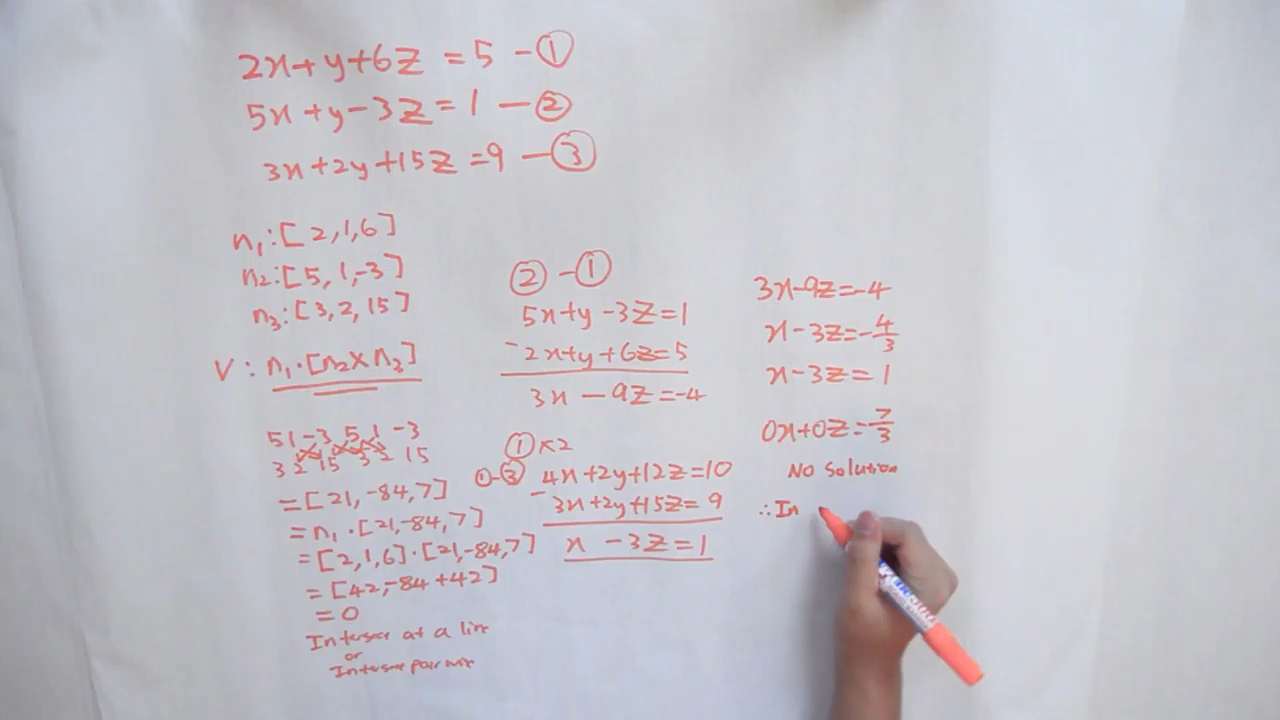 2x+y+6z=5 -①
5x+y-3z=1 -②
3x+2y+15z=9 -③
n₁:[2,1,6]
n₂:[5,1,-3]
n₃:[3,2,15]
V: n₁·[n₂×n₃]
5 1 -3 5 1 -3
3 2 15 3 2 15
=[21,-84,7]
=n₁·[21,-84,7]
=[2,1,6]·[21,-84,7]
=[42,-84+42]
=0
Intersec at a line
or
Intersec pair wise
②-①
5x+y-3z=1
-2x+y+6z=5
3x-9z=-4
①×2
①-③ 4x+2y+12z=10
-3x+2y+15z=9
x-3z=1
3x-9z=-4
x-3z=-4/3
x-3z=1
0x+0z=-7/3
No Solution
∴In